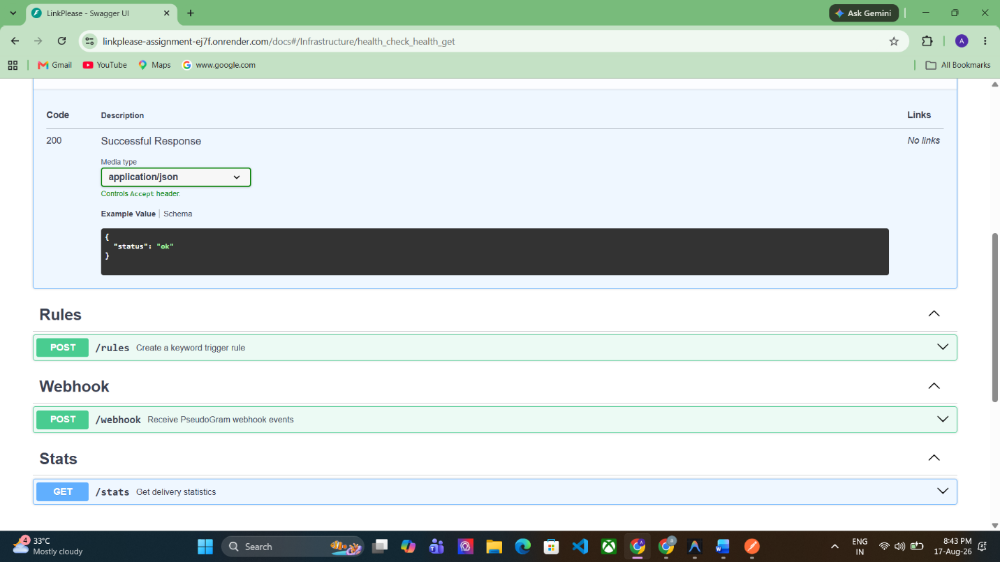 LinkPlease - Swagger UI
Ask Gemini
linkplease-assignment-ej7f.onrender.com/docs#/Infrastructure/health_check_health_get
A
Gmail
YouTube
Maps
www.google.com
All Bookmarks
Code Description Links
200 Successful Response No links
Media type
application/json
Controls Accept header.
Example Value Schema
{
"status": "ok"
}
Rules
POST /rules Create a keyword trigger rule
Webhook
POST /webhook Receive PseudoGram webhook events
Stats
GET /stats Get delivery statistics
4
33°C
Mostly cloudy
Search
ENG
IN
8:43 PM
17-Aug-26